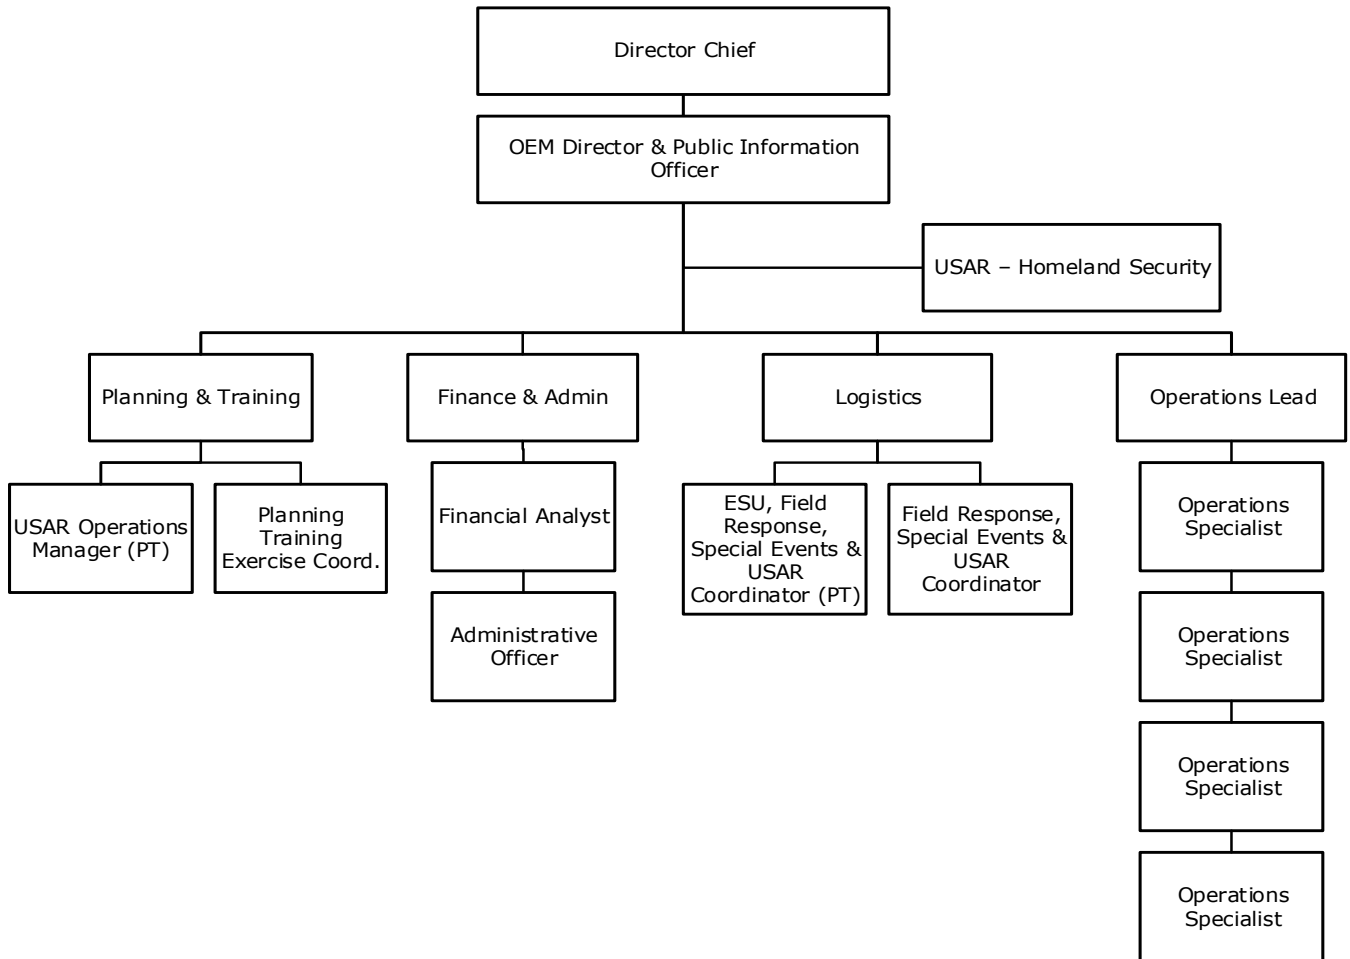 Director Chief
OEM Director & Public Information
Officer
USAR – Homeland Security
Planning & Training
Finance & Admin
Logistics
Operations Lead
USAR Operations
Manager (PT)
Planning
Training
Exercise Coord.
Financial Analyst
Administrative
Officer
ESU, Field
Response,
Special Events &
USAR
Coordinator (PT)
Field Response,
Special Events &
USAR
Coordinator
Operations
Specialist
Operations
Specialist
Operations
Specialist
Operations
Specialist